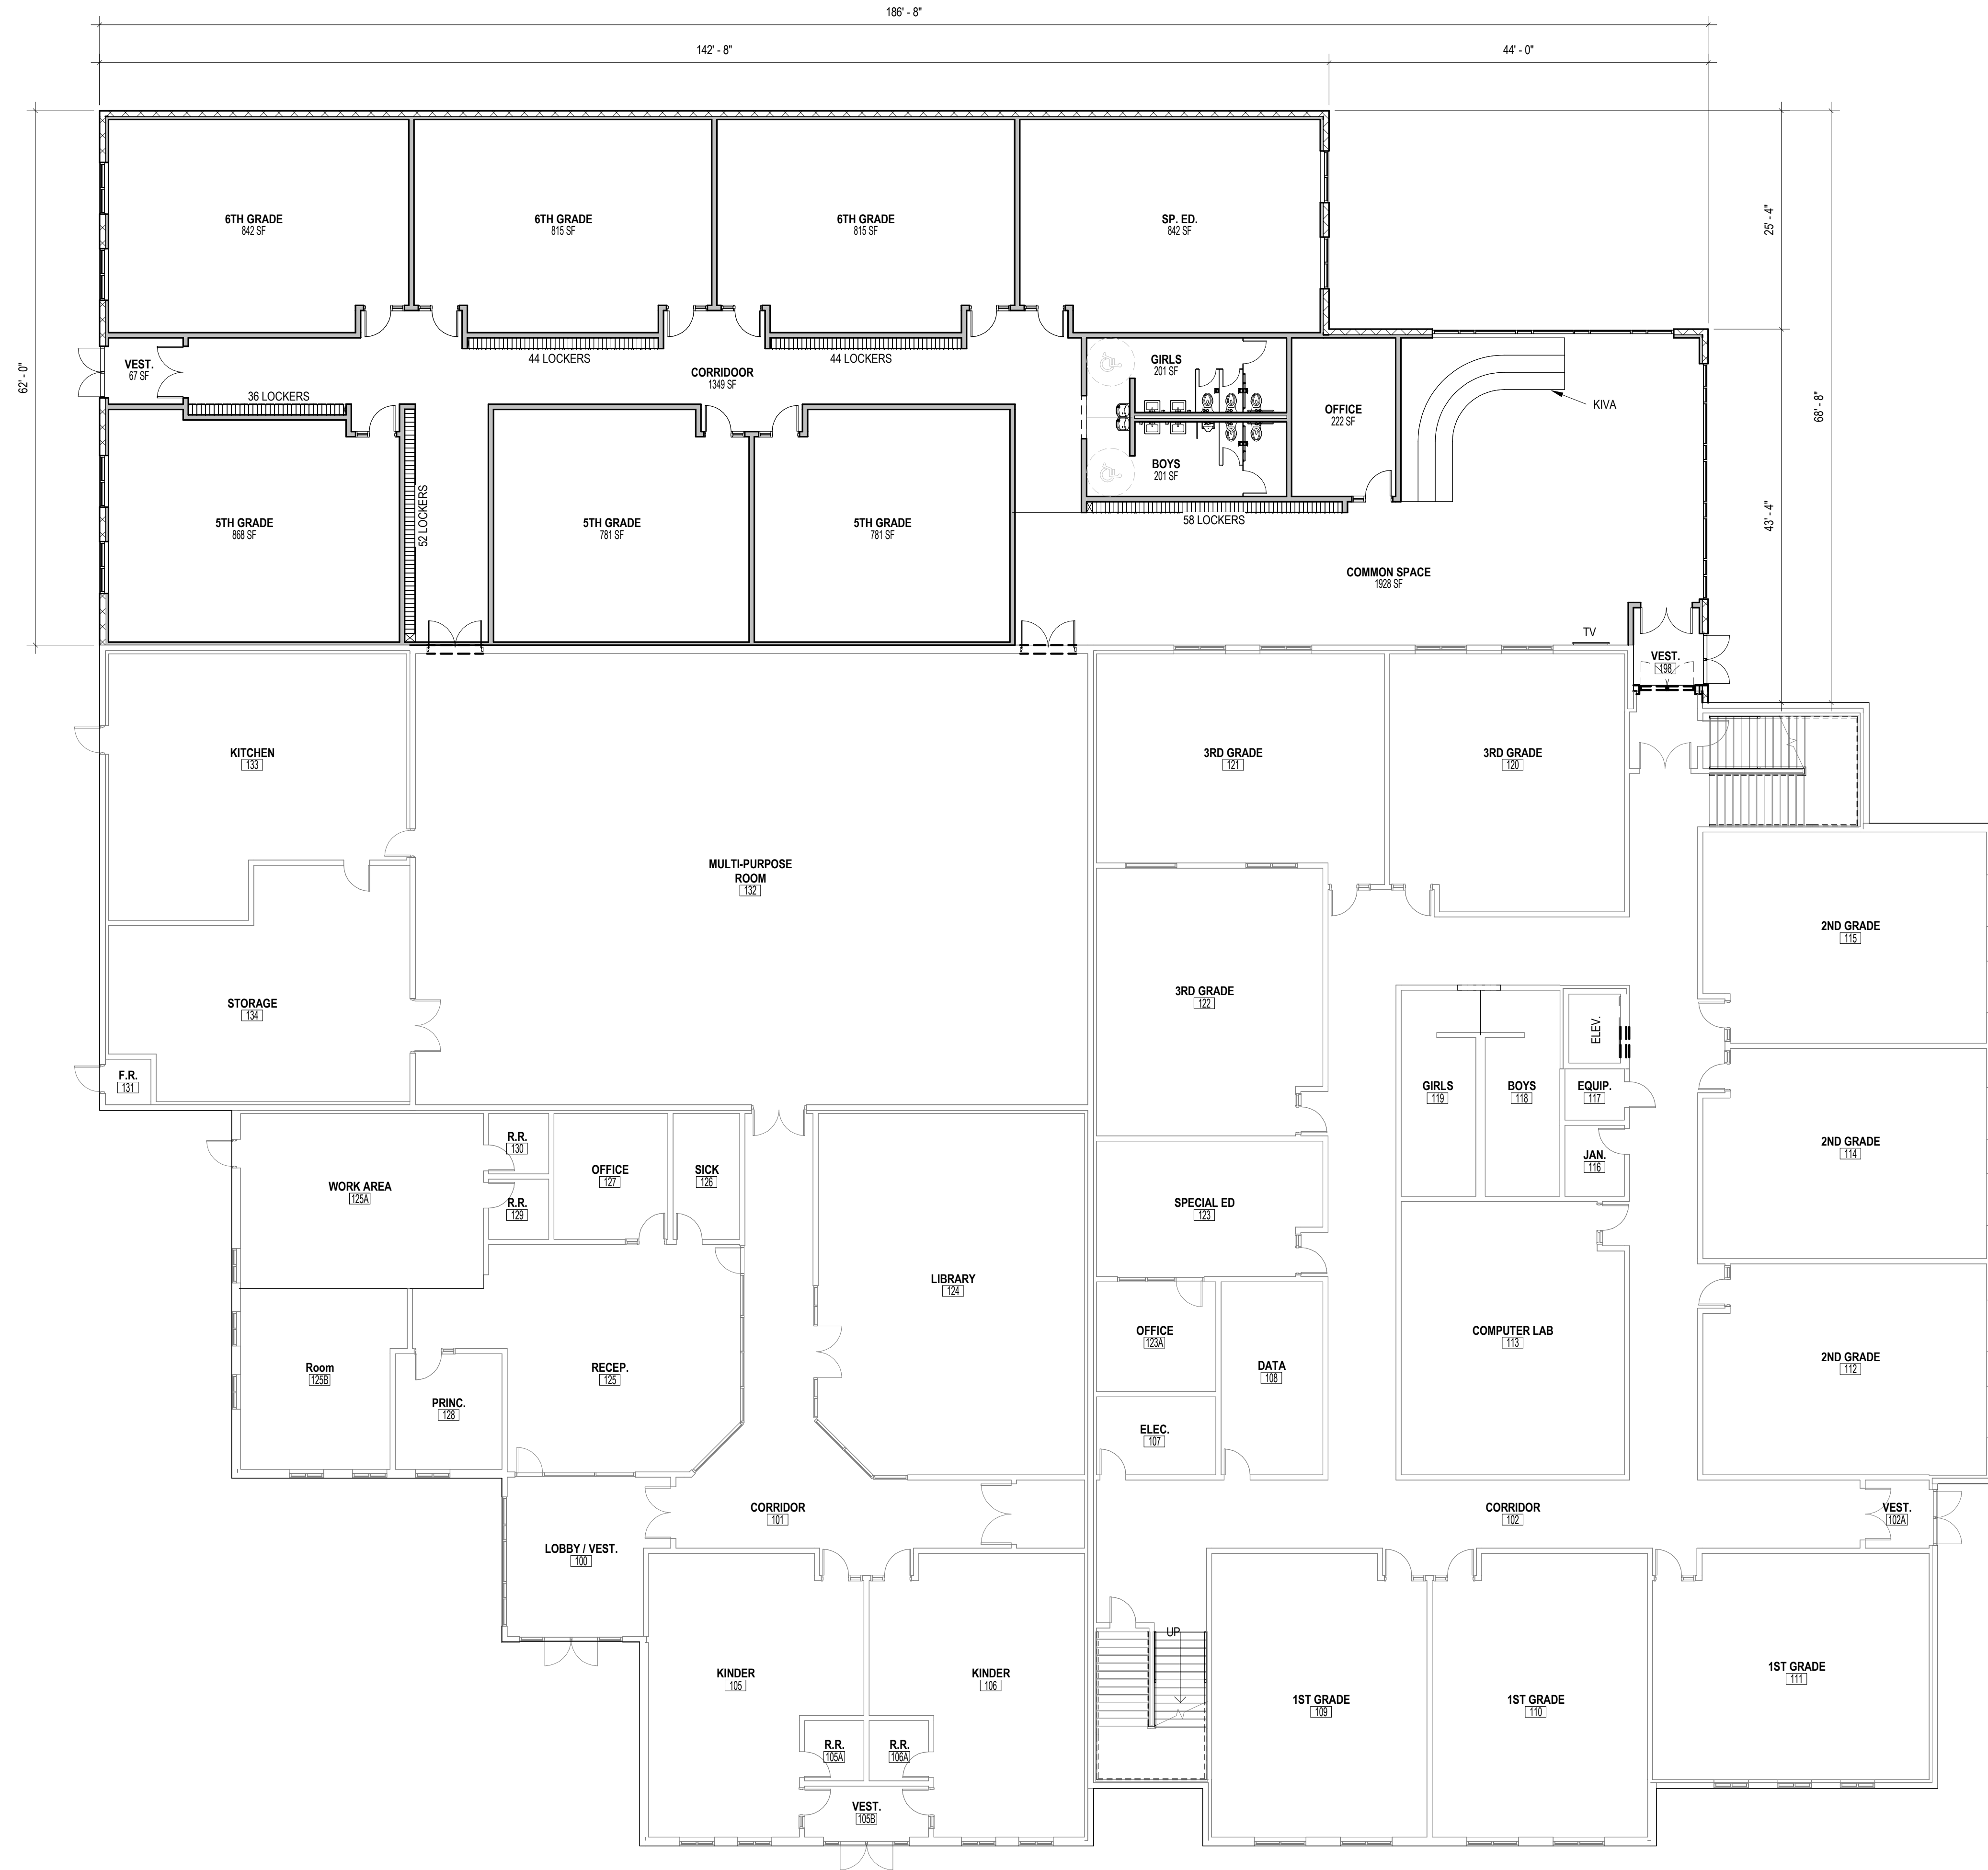 186' - 8"
142' - 8"
44' - 0"
6TH GRADE
842 SF
6TH GRADE
815 SF
6TH GRADE
815 SF
SP. ED.
842 SF
25' - 4"
62' - 0"
68' - 8"
43' - 4"
VEST.
67 SF
44 LOCKERS
44 LOCKERS
CORRIDOOR
1349 SF
36 LOCKERS
GIRLS
201 SF
OFFICE
222 SF
KIVA
BOYS
201 SF
52 LOCKERS
5TH GRADE
868 SF
5TH GRADE
781 SF
5TH GRADE
781 SF
58 LOCKERS
COMMON SPACE
1928 SF
TV
VEST.
198
KITCHEN
133
3RD GRADE
121
3RD GRADE
120
MULTI-PURPOSE
ROOM
132
2ND GRADE
115
STORAGE
134
3RD GRADE
122
ELEV.
F.R.
131
GIRLS
119
BOYS
118
EQUIP.
117
R.R.
130
OFFICE
127
SICK
126
2ND GRADE
114
JAN.
116
WORK AREA
125A
R.R.
129
SPECIAL ED
123
LIBRARY
124
OFFICE
123A
COMPUTER LAB
113
2ND GRADE
112
Room
125B
RECEP.
125
DATA
108
PRINC.
128
ELEC.
107
CORRIDOR
101
CORRIDOR
102
VEST.
102A
LOBBY / VEST.
100
UP
KINDER
105
KINDER
106
1ST GRADE
111
1ST GRADE
109
1ST GRADE
110
R.R.
105A
R.R.
106A
VEST.
105B